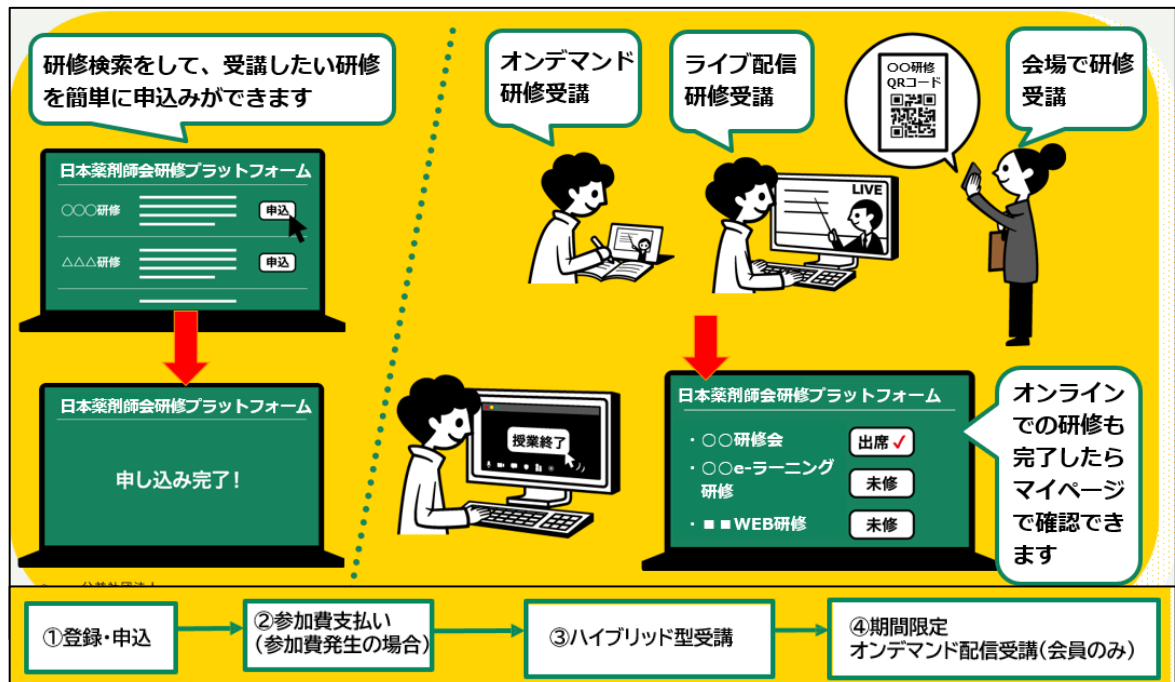 研修検索をして、受講したい研修
を簡単に申込みができます
日本薬剤師会研修プラットフォーム
○○○研修
申込
△△△研修
申込
日本薬剤師会研修プラットフォーム
申し込み完了！
オンデマンド
研修受講
ライブ配信
研修受講
○○研修
QRコード
会場で研修
受講
LIVE
授業終了
日本薬剤師会研修プラットフォーム
・○○研修会
出席✓
・○○e-ラーニング
研修
未修
・■■WEB研修
未修
オンライン
での研修も
完了したら
マイページ
で確認でき
ます
①登録・申込
②参加費支払い
(参加費発生の場合)
③ハイブリッド型受講
④期間限定
オンデマンド配信受講(会員のみ)